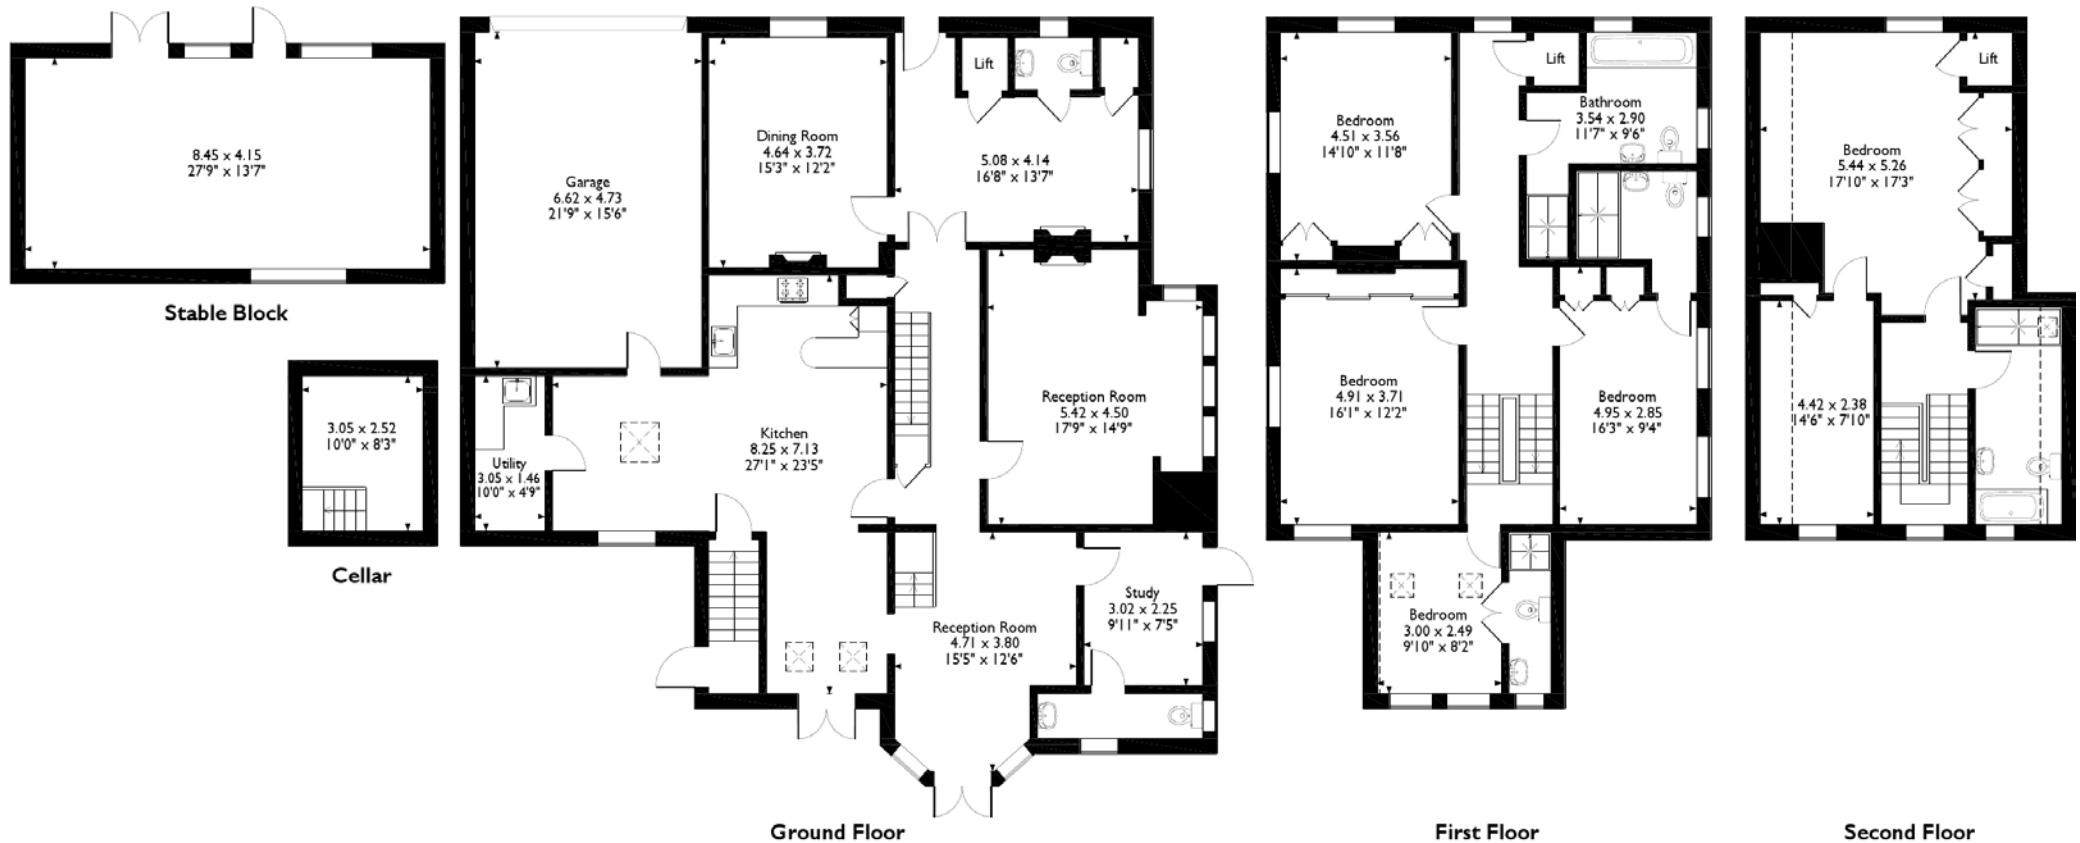 8.45 x 4.15
27'9" x 13'7"
Stable Block
3.05 x 2.52
10'0" x 8'3"
Cellar
Garage
6.62 x 4.73
21'9" x 15'6"
Dining Room
4.64 x 3.72
15'3" x 12'2"
Lift
5.08 x 4.14
16'8" x 13'7"
Reception Room
5.42 x 4.50
17'9" x 14'9"
Kitchen
8.25 x 7.13
27'1" x 23'5"
Utility
3.05 x 1.46
10'0" x 4'9"
Study
3.02 x 2.25
9'11" x 7'5"
Reception Room
4.71 x 3.80
15'5" x 12'6"
Ground Floor
Bedroom
4.51 x 3.56
14'10" x 11'8"
Lift
Bathroom
3.54 x 2.90
11'7" x 9'6"
Bedroom
4.91 x 3.71
16'1" x 12'2"
Bedroom
4.95 x 2.85
16'3" x 9'4"
Bedroom
3.00 x 2.49
9'10" x 8'2"
First Floor
Lift
Bedroom
5.44 x 5.26
17'10" x 17'3"
4.42 x 2.38
14'6" x 7'10"
Second Floor